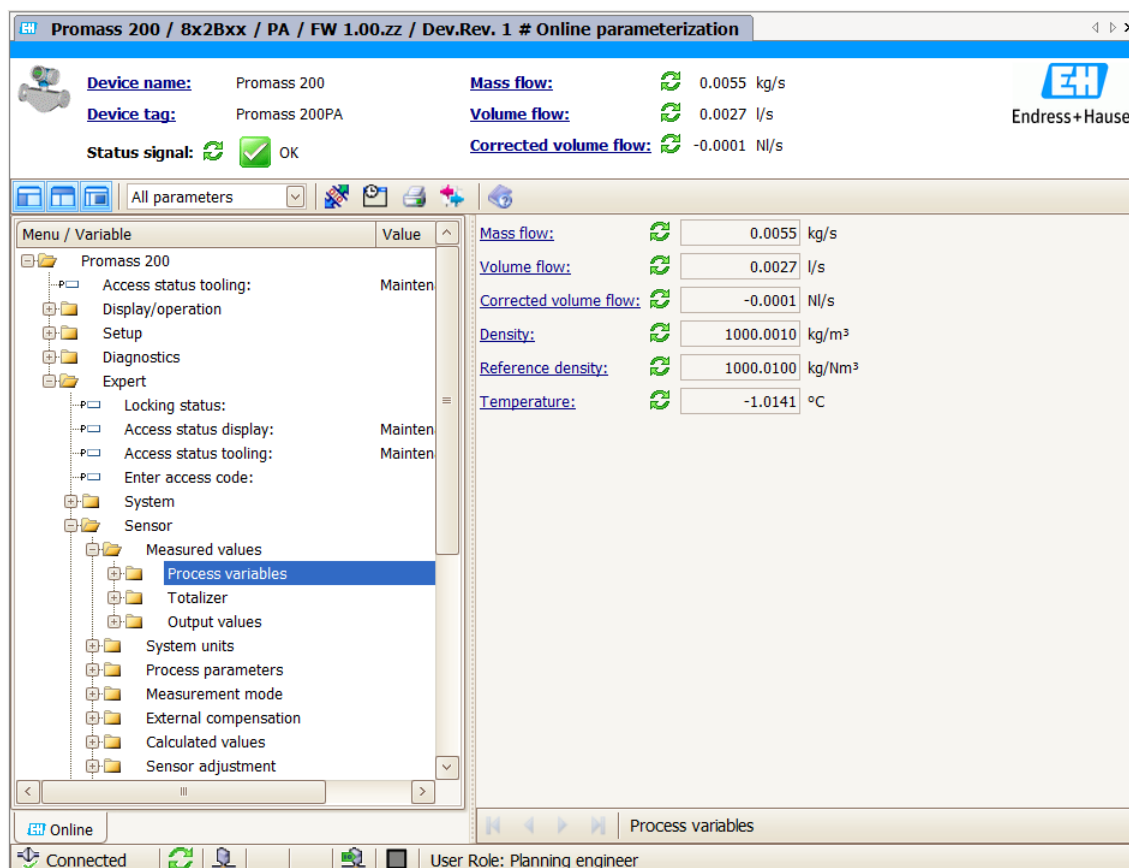 Promass 200 / 8x2Bxx / PA / FW 1.00.zz / Dev.Rev. 1 # Online parameterization
Device name: Promass 200 Mass flow: 0.0055 kg/s
Device tag: Promass 200PA Volume flow: 0.0027 l/s
Status signal: OK Corrected volume flow: -0.0001 Nl/s
EH
Endress+Hause
All parameters
Menu / Variable Value
Promass 200
Access status tooling: Mainten
Display/operation
Setup
Diagnostics
Expert
Locking status:
Access status display: Mainten
Access status tooling: Mainten
Enter access code:
System
Sensor
Measured values
Process variables
Totalizer
Output values
System units
Process parameters
Measurement mode
External compensation
Calculated values
Sensor adjustment
Mass flow: 0.0055 kg/s
Volume flow: 0.0027 l/s
Corrected volume flow: -0.0001 Nl/s
Density: 1000.0010 kg/m³
Reference density: 1000.0100 kg/Nm³
Temperature: -1.0141 °C
Online
Process variables
Connected User Role: Planning engineer